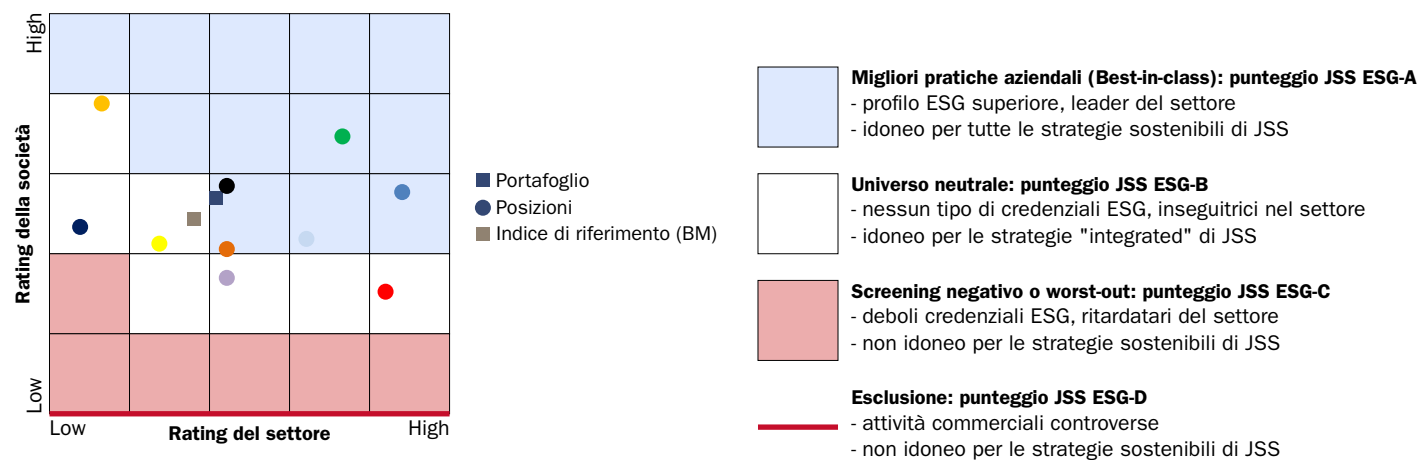 High
Rating della società
Low
Low
Rating del settore
High
Portafoglio
Posizioni
Indice di riferimento (BM)
Migliori pratiche aziendali (Best-in-class): punteggio JSS ESG-A
- profilo ESG superiore, leader del settore
- idoneo per tutte le strategie sostenibili di JSS
Universo neutrale: punteggio JSS ESG-B
- nessun tipo di credenziali ESG, inseguitrici nel settore
- idoneo per le strategie "integrated" di JSS
Screening negativo o worst-out: punteggio JSS ESG-C
- deboli credenziali ESG, ritardatari del settore
- non idoneo per le strategie sostenibili di JSS
Esclusione: punteggio JSS ESG-D
- attività commerciali controverse
- non idoneo per le strategie sostenibili di JSS